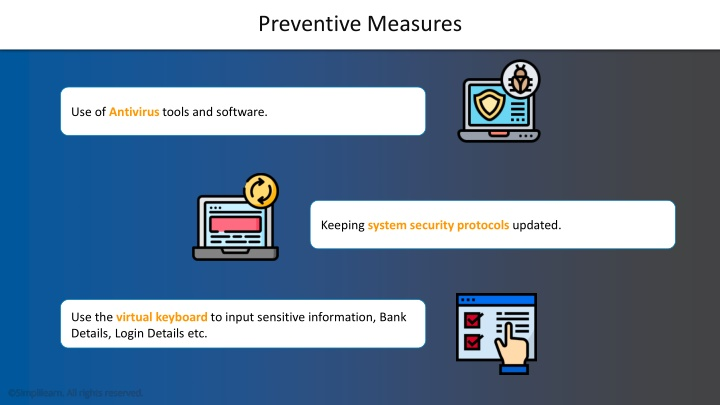 Preventive Measures
Use of Antivirus tools and software.
Keeping system security protocols updated.
Use the virtual keyboard to input sensitive information, Bank
Details, Login Details etc.
©Simplilearn. All rights reserved.